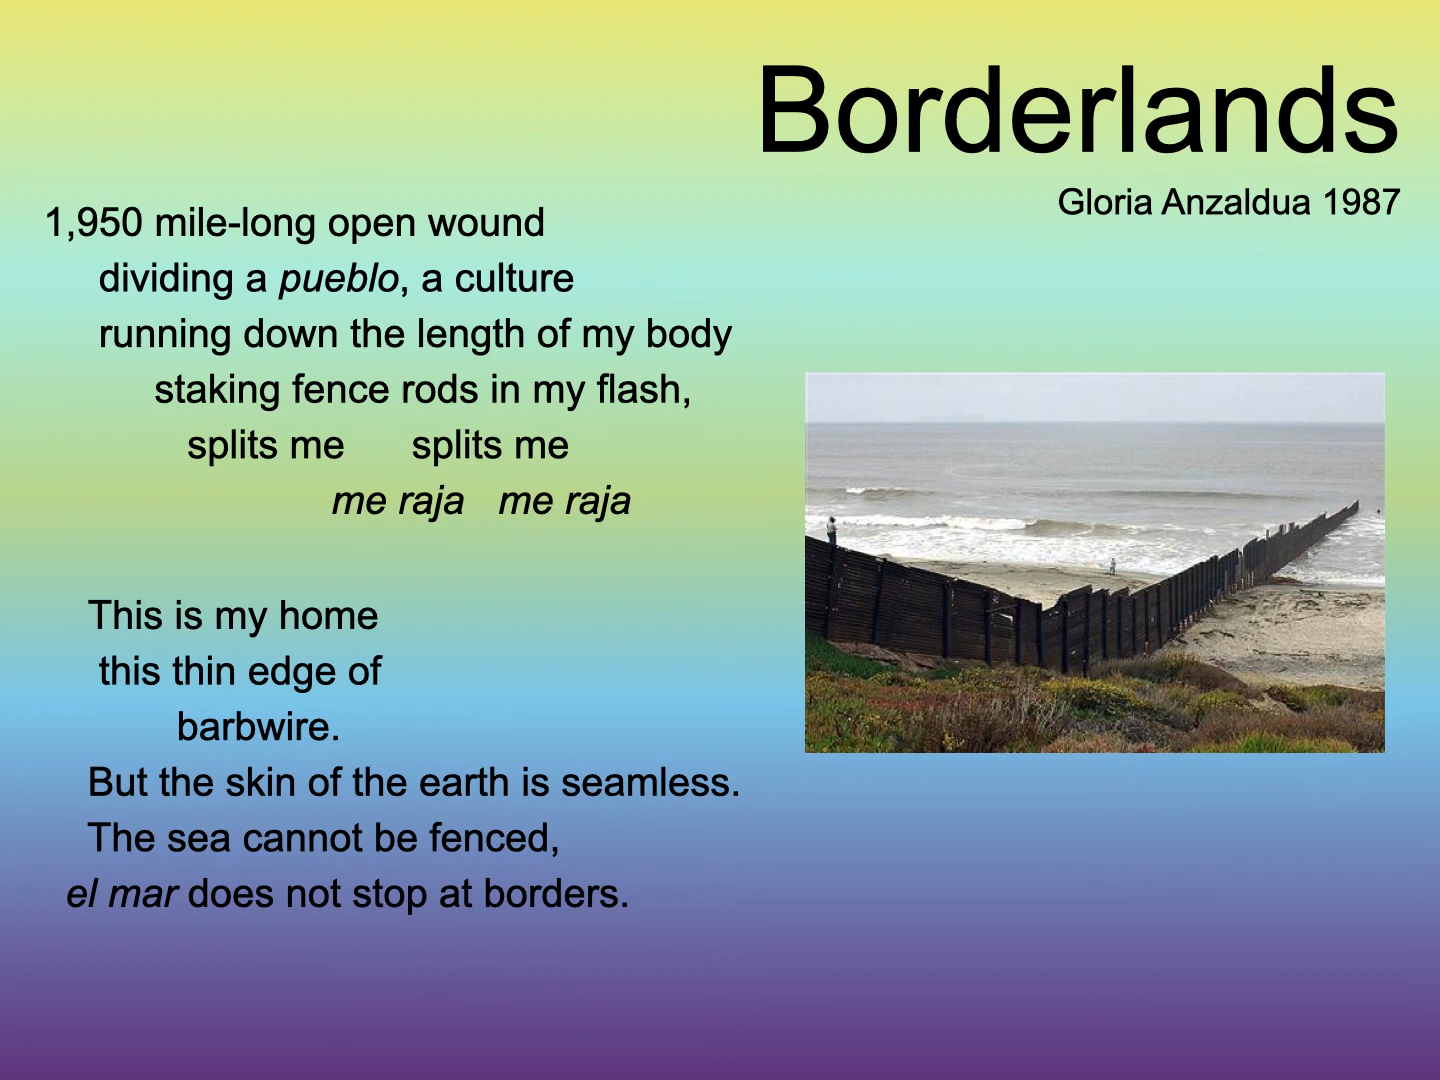 Borderlands
Gloria Anzaldua 1987
1,950 mile-long open wound
dividing a pueblo, a culture
running down the length of my body
staking fence rods in my flash,
splits me splits me
me raja me raja
This is my home
this thin edge of
barbwire.
But the skin of the earth is seamless.
The sea cannot be fenced,
el mar does not stop at borders.